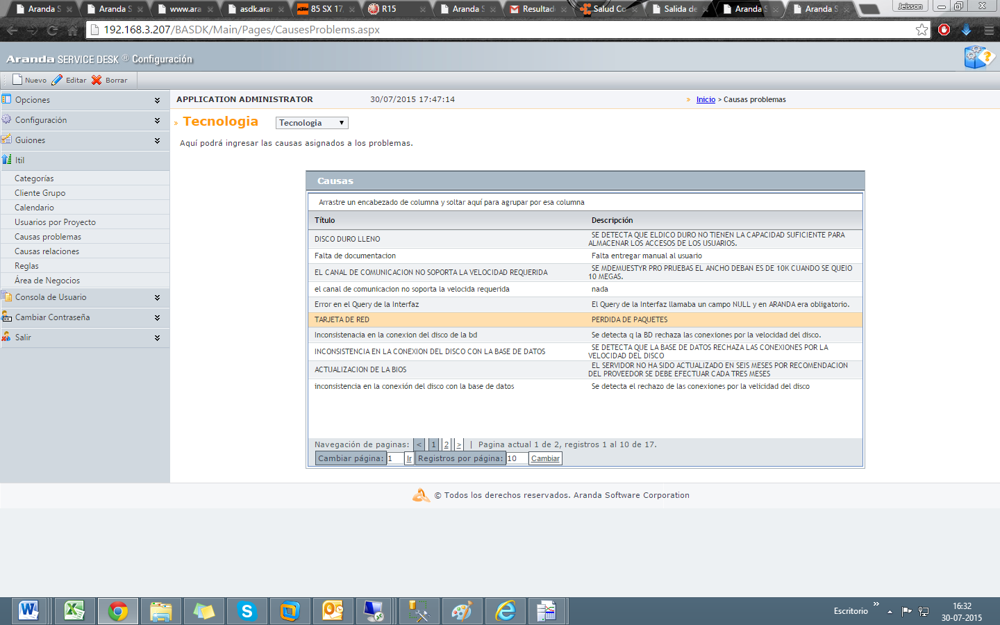 Aranda S
Aranda S
www.ara
asdk.arar
85 SX 17
R15
Aranda S
Resultado
Salud Co
Salida de
Aranda S
Aranda S
Jeisson
192.168.3.207/BASDK/Main/Pages/CausesProblems.aspx
Aranda SERVICE DESK ® Configuración
Nuevo Editar Borrar
Opciones
Configuración
Guiones
Itil
Categorías
Cliente Grupo
Calendario
Usuarios por Proyecto
Causas problemas
Causas relaciones
Reglas
Área de Negocios
Consola de Usuario
Cambiar Contraseña
Salir
APPLICATION ADMINISTRATOR 30/07/2015 17:47:14 » Inicio > Causas problemas
» Tecnologia Tecnologia
Aquí podrá ingresar las causas asignados a los problemas.
Causas
Arrastre un encabezado de columna y soltar aquí para agrupar por esa columna
Título Descripción
DISCO DURO LLENO SE DETECTA QUE ELDICO DURO NO TIENEN LA CAPACIDAD SUFICIENTE PARA
ALMACENAR LOS ACCESOS DE LOS USUARIOS.
Falta de documentacion Falta entregar manual al usuario
EL CANAL DE COMUNICACION NO SOPORTA LA VELOCIDAD REQUERIDA SE MDEMUESTYR PRO PRUEBAS EL ANCHO DEBAN ES DE 10K CUANDO SE QUEIO
10 MEGAS.
el canal de comunicacion no soporta la velocida requerida nada
Error en el Query de la Interfaz El Query de la Interfaz llamaba un campo NULL y en ARANDA era obligatorio.
TARJETA DE RED PERDIDA DE PAQUETES
Inconsistenacia en la conexion del disco de la bd Se detecta q la BD rechaza las conexiones por la velocidad del disco.
INCONSISTENCIA EN LA CONEXION DEL DISCO CON LA BASE DE DATOS SE DETECTA QUE LA BASE DE DATOS RECHAZA LAS CONEXIONES POR LA
VELOCIDAD DEL DISCO
ACTUALIZACION DE LA BIOS EL SERVIDOR NO HA SIDO ACTUALIZADO EN SEIS MESES POR RECOMENDACION
DEL PROVEEDOR SE DEBE EFECTUAR CADA TRES MESES
inconsistencia en la conexión del disco con la base de datos Se detecta el rechazo de las conexiones por la velicidad del disco
Navegación de paginas: < 1 2 > | Pagina actual 1 de 2, registros 1 al 10 de 17.
Cambiar página: 1 Ir Registros por página: 10 Cambiar
© Todos los derechos reservados. Aranda Software Corporation
Escritorio
16:32
30-07-2015